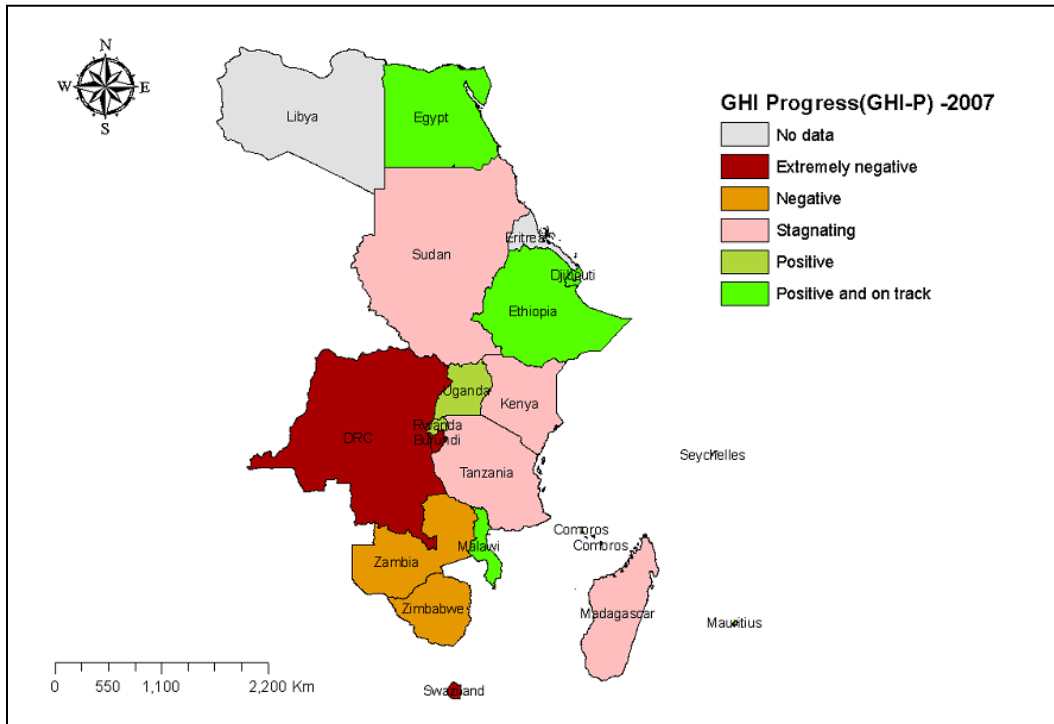 N
W E
S
GHI Progress(GHI-P) -2007
No data
Extremely negative
Negative
Stagnating
Positive
Positive and on track
Libya
Egypt
Sudan
Eritrea
Djibouti
Ethiopia
Uganda
Kenya
Rwanda
Burundi
DRC
Tanzania
Seychelles
Comoros
Comoros
Malawi
Zambia
Zimbabwe
Madagascar
Mauritius
Swaziland
0 550 1,100 2,200 Km